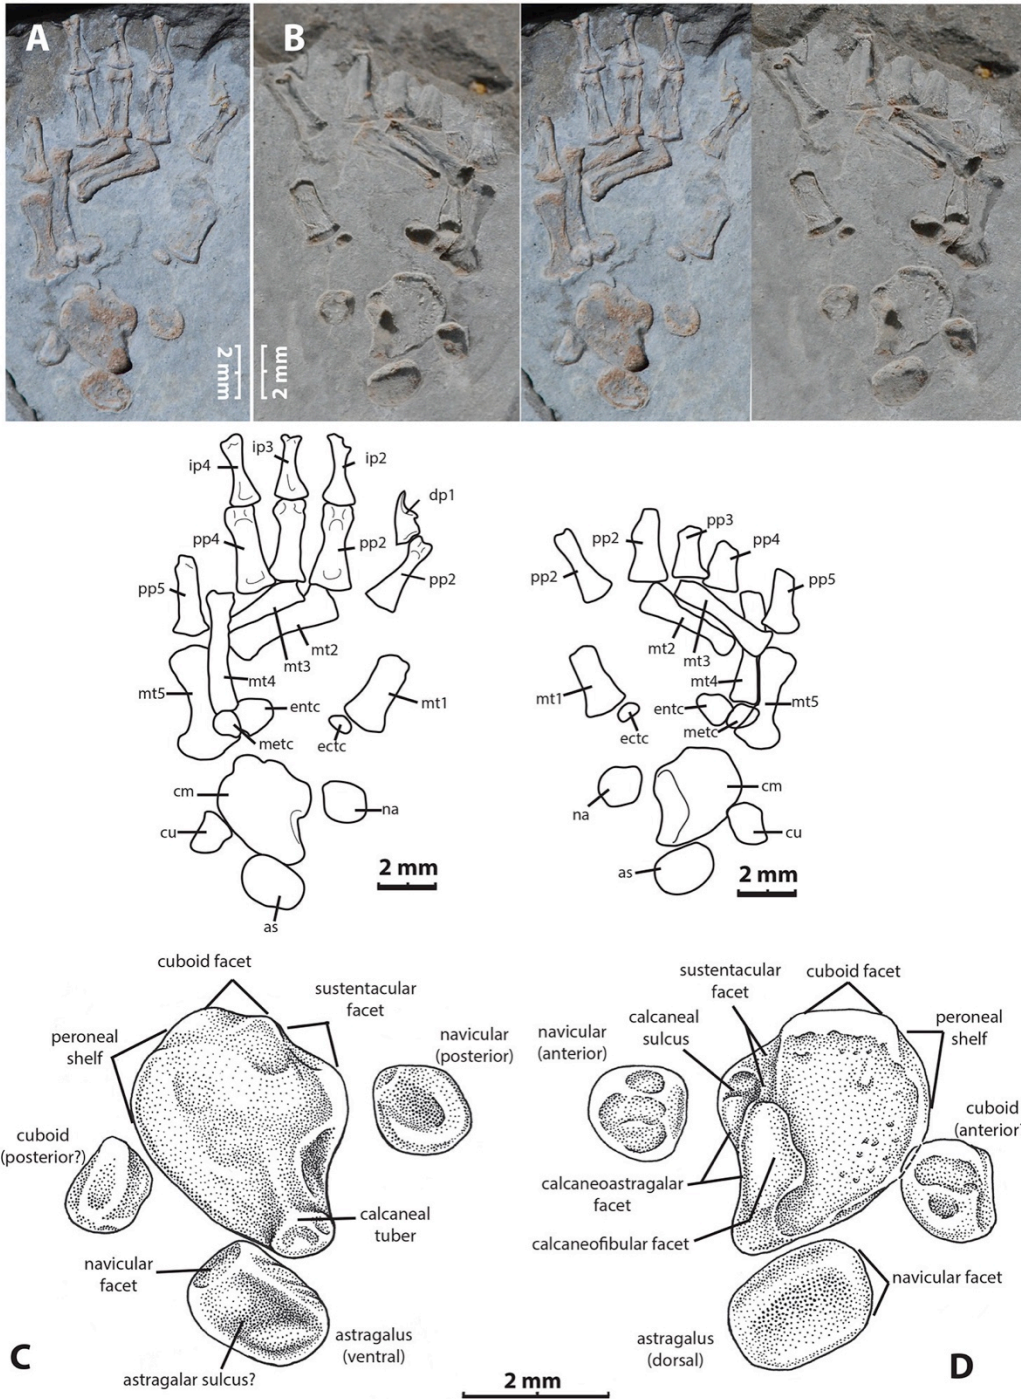 A
B
2 mm
2 mm
ip4
ip3
ip2
dp1
pp4
pp2
pp2
pp5
mt2
mt3
mt5
mt4
mt1
entc
metc
ectc
cm
na
cu
2 mm
as
pp2
pp3
pp4
pp2
pp5
mt2
mt3
mt1
mt4
mt5
entc
metc
ectc
cm
na
cu
as
2 mm
cuboid facet
sustentacular
facet
peroneal
shelf
navicular
(posterior)
cuboid
(posterior?)
calcaneal
tuber
navicular
facet
astragalus
(ventral)
astragalar sulcus?
C
sustentacular
facet
cuboid facet
calcaneal
sulcus
peroneal
shelf
navicular
(anterior)
cuboid
(anterior)
calcaneoastragalar
facet
calcaneofibular facet
navicular facet
astragalus
(dorsal)
D
2 mm